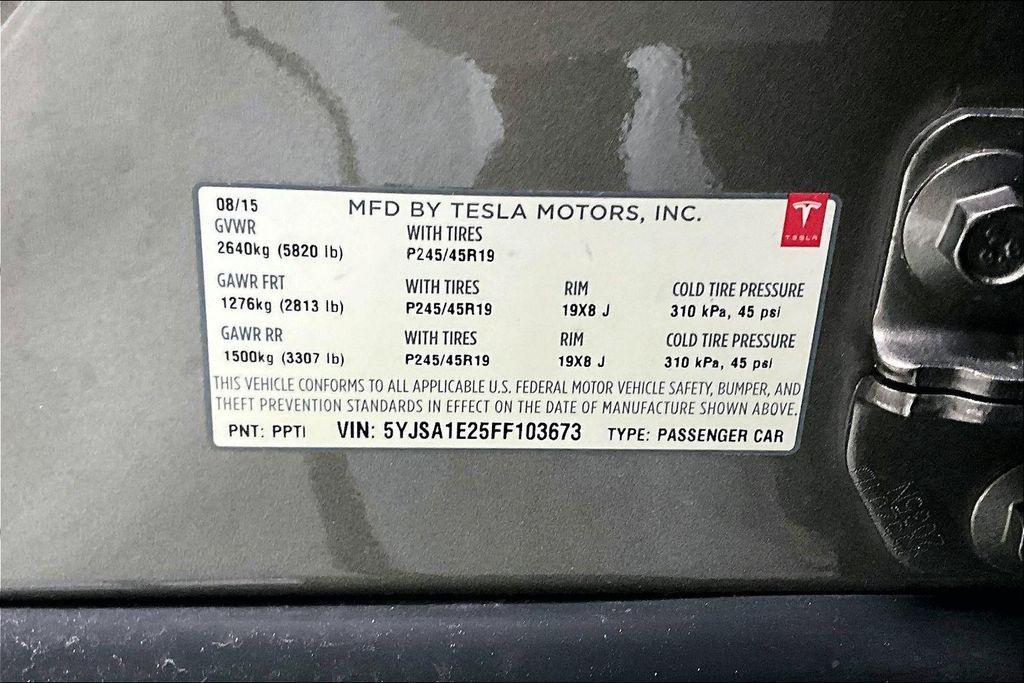 08/15 MFD BY TESLA MOTORS, INC. TESLA
GVWR WITH TIRES
2640kg (5820 lb) P245/45R19
GAWR FRT WITH TIRES RIM COLD TIRE PRESSURE
1276kg (2813 lb) P245/45R19 19X8 J 310 kPa, 45 psi
GAWR RR WITH TIRES RIM COLD TIRE PRESSURE
1500kg (3307 lb) P245/45R19 19X8 J 310 kPa, 45 psi
THIS VEHICLE CONFORMS TO ALL APPLICABLE U.S. FEDERAL MOTOR VEHICLE SAFETY, BUMPER, AND
THEFT PREVENTION STANDARDS IN EFFECT ON THE DATE OF MANUFACTURE SHOWN ABOVE.
PNT: PPTI VIN: 5YJSA1E25FF103673 TYPE: PASSENGER CAR